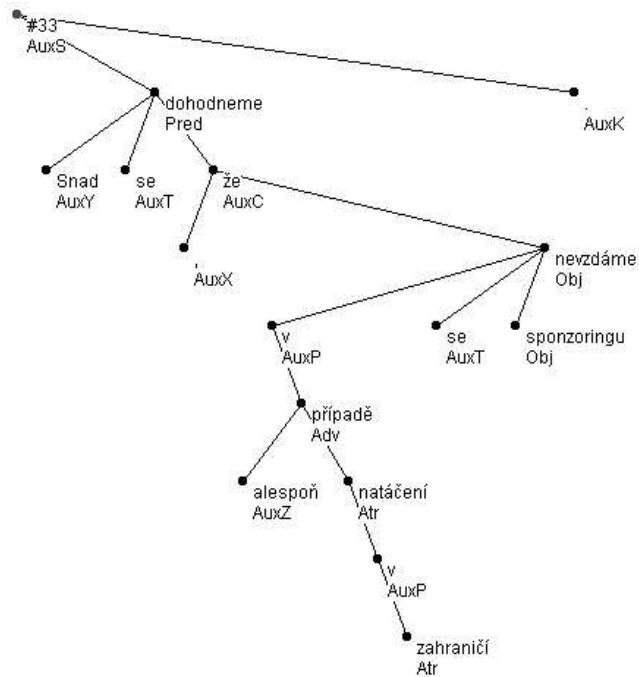 #33
AuxS
dohodneme
Pred
.
AuxK
Snad
AuxY
se
AuxT
že
AuxC
,
AuxX
nevzdáme
Obj
v
AuxP
se
AuxT
sponzoringu
Obj
případě
Adv
alespoň
AuxZ
natáčení
Atr
v
AuxP
zahraničí
Atr